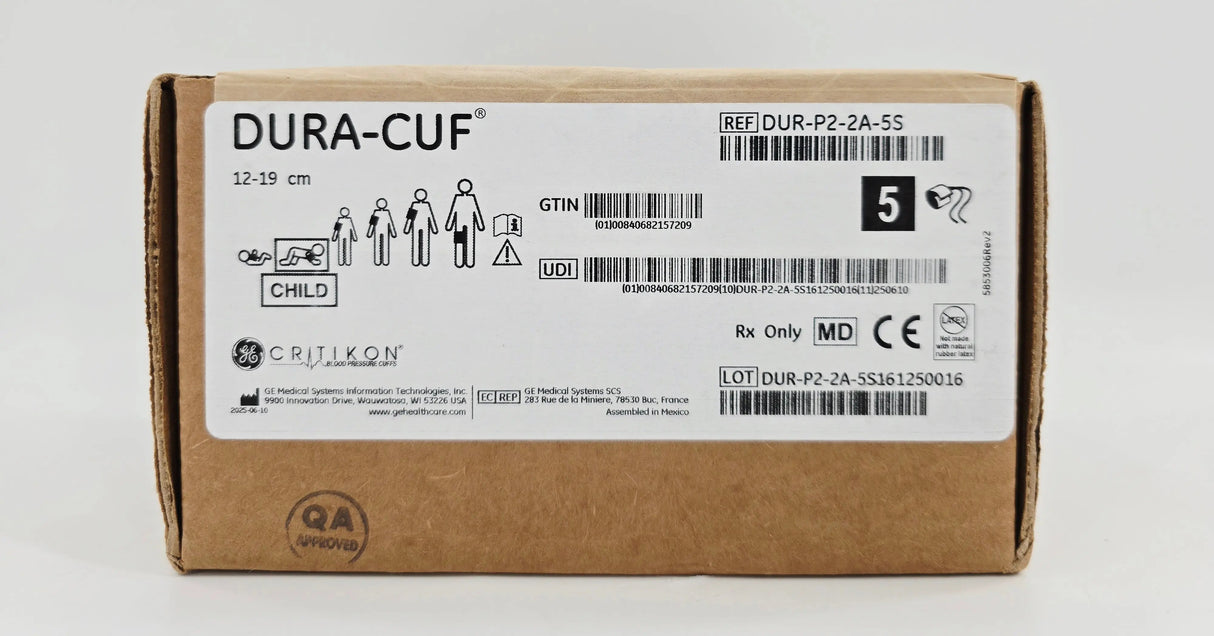 DURA-CUF®
12-19 cm
CHILD
REF DUR-P2-2A-5S
5
GTIN
(01)00840682157209
UDI
(01)00840682157209(10)DUR-P2-2A-5S161250016(11)250610
5853006Rev2
Rx Only MD CE
LATEX
Not made
with natural
rubber latex
GE CRITIKON®
BLOOD PRESSURE CUFFS
GE Medical Systems Information Technologies, Inc.
9900 Innovation Drive, Wauwatosa, WI 53226 USA
2025-06-10
www.gehealthcare.com
EC REP GE Medical Systems SCS
283 Rue de la Miniere, 78530 Buc, France
Assembled in Mexico
LOT DUR-P2-2A-5S161250016
QA
APPROVED